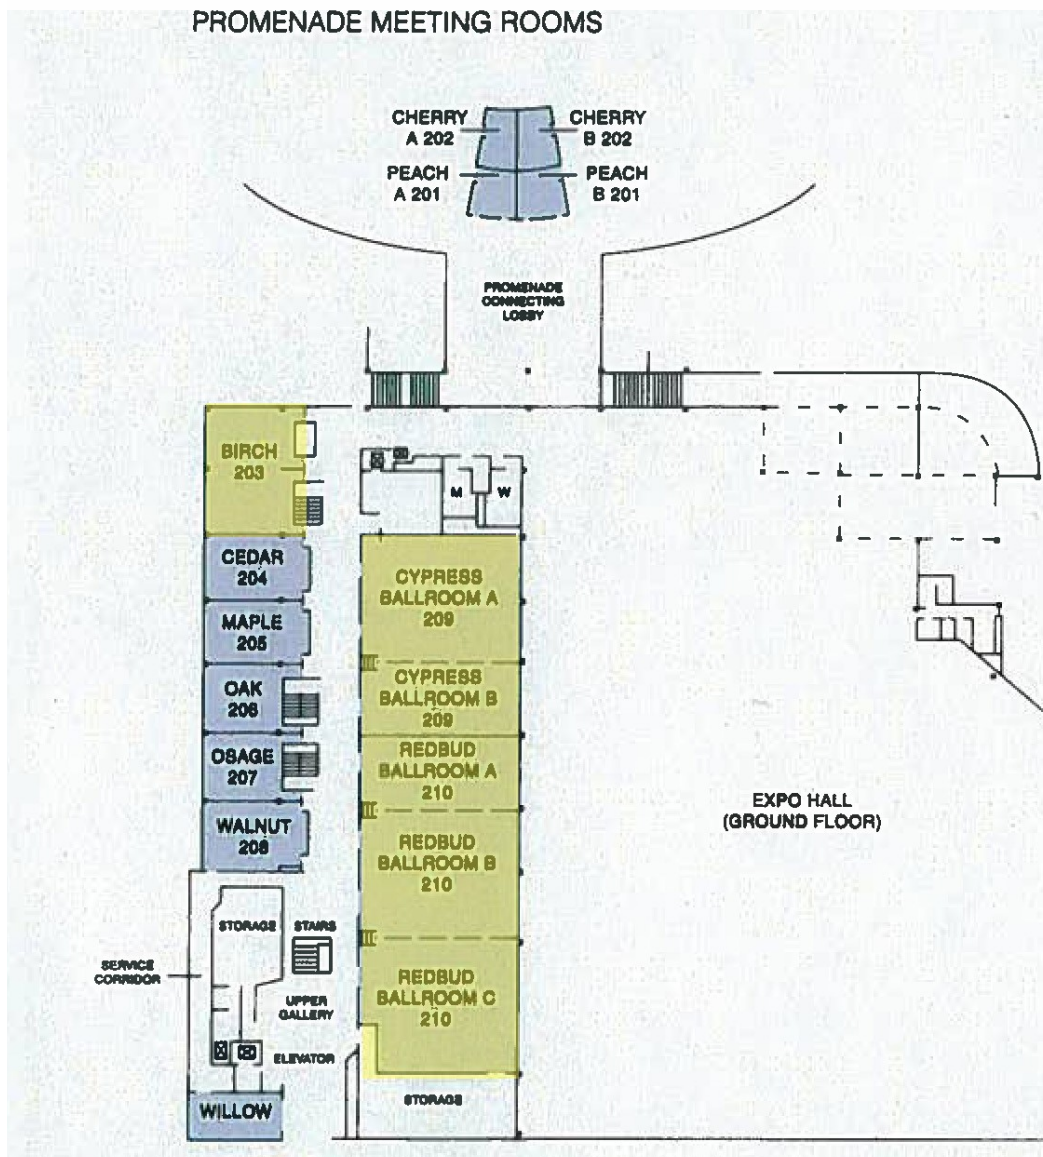 PROMENADE MEETING ROOMS
CHERRY
A 202
CHERRY
B 202
PEACH
A 201
PEACH
B 201
PROMENADE
CONNECTING
LOBBY
BIRCH
203
M
W
CEDAR
204
MAPLE
205
OAK
206
OSAGE
207
WALNUT
208
CYPRESS
BALLROOM A
209
CYPRESS
BALLROOM B
209
REDBUD
BALLROOM A
210
REDBUD
BALLROOM B
210
REDBUD
BALLROOM C
210
EXPO HALL
(GROUND FLOOR)
STORAGE
STAIRS
SERVICE
CORRIDOR
UPPER
GALLERY
ELEVATOR
WILLOW
STORAGE